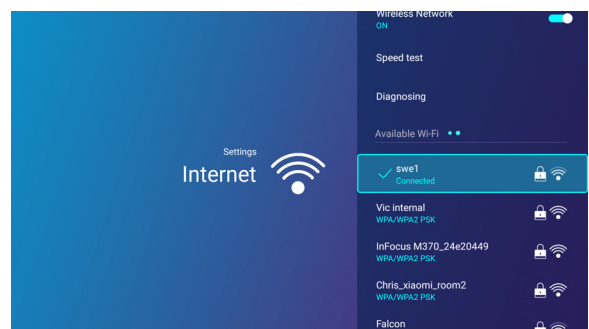 Wireless Network
ON
Speed test
Diagnosing
Available Wi-Fi
Settings
Internet
swe1
Connected
Vic internal
WPA/WPA2 PSK
InFocus M370_24e20449
WPA/WPA2 PSK
Chris_xiaomi_room2
WPA/WPA2 PSK
Falcon